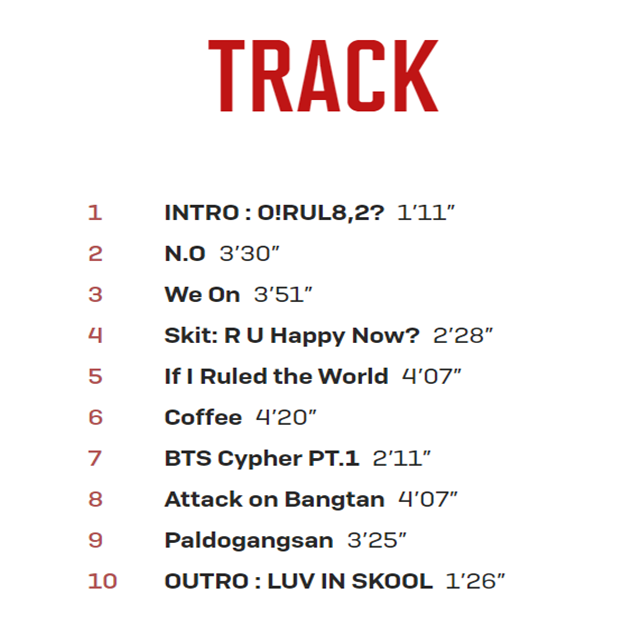 TRACK
1 INTRO : O!RUL8,2? 1’11”
2 N.O 3’30”
3 We On 3’51”
4 Skit: R U Happy Now? 2’28”
5 If I Ruled the World 4’07”
6 Coffee 4’20”
7 BTS Cypher PT.1 2’11”
8 Attack on Bangtan 4’07”
9 Paldogangsan 3’25”
10 OUTRO : LUV IN SKOOL 1’26”